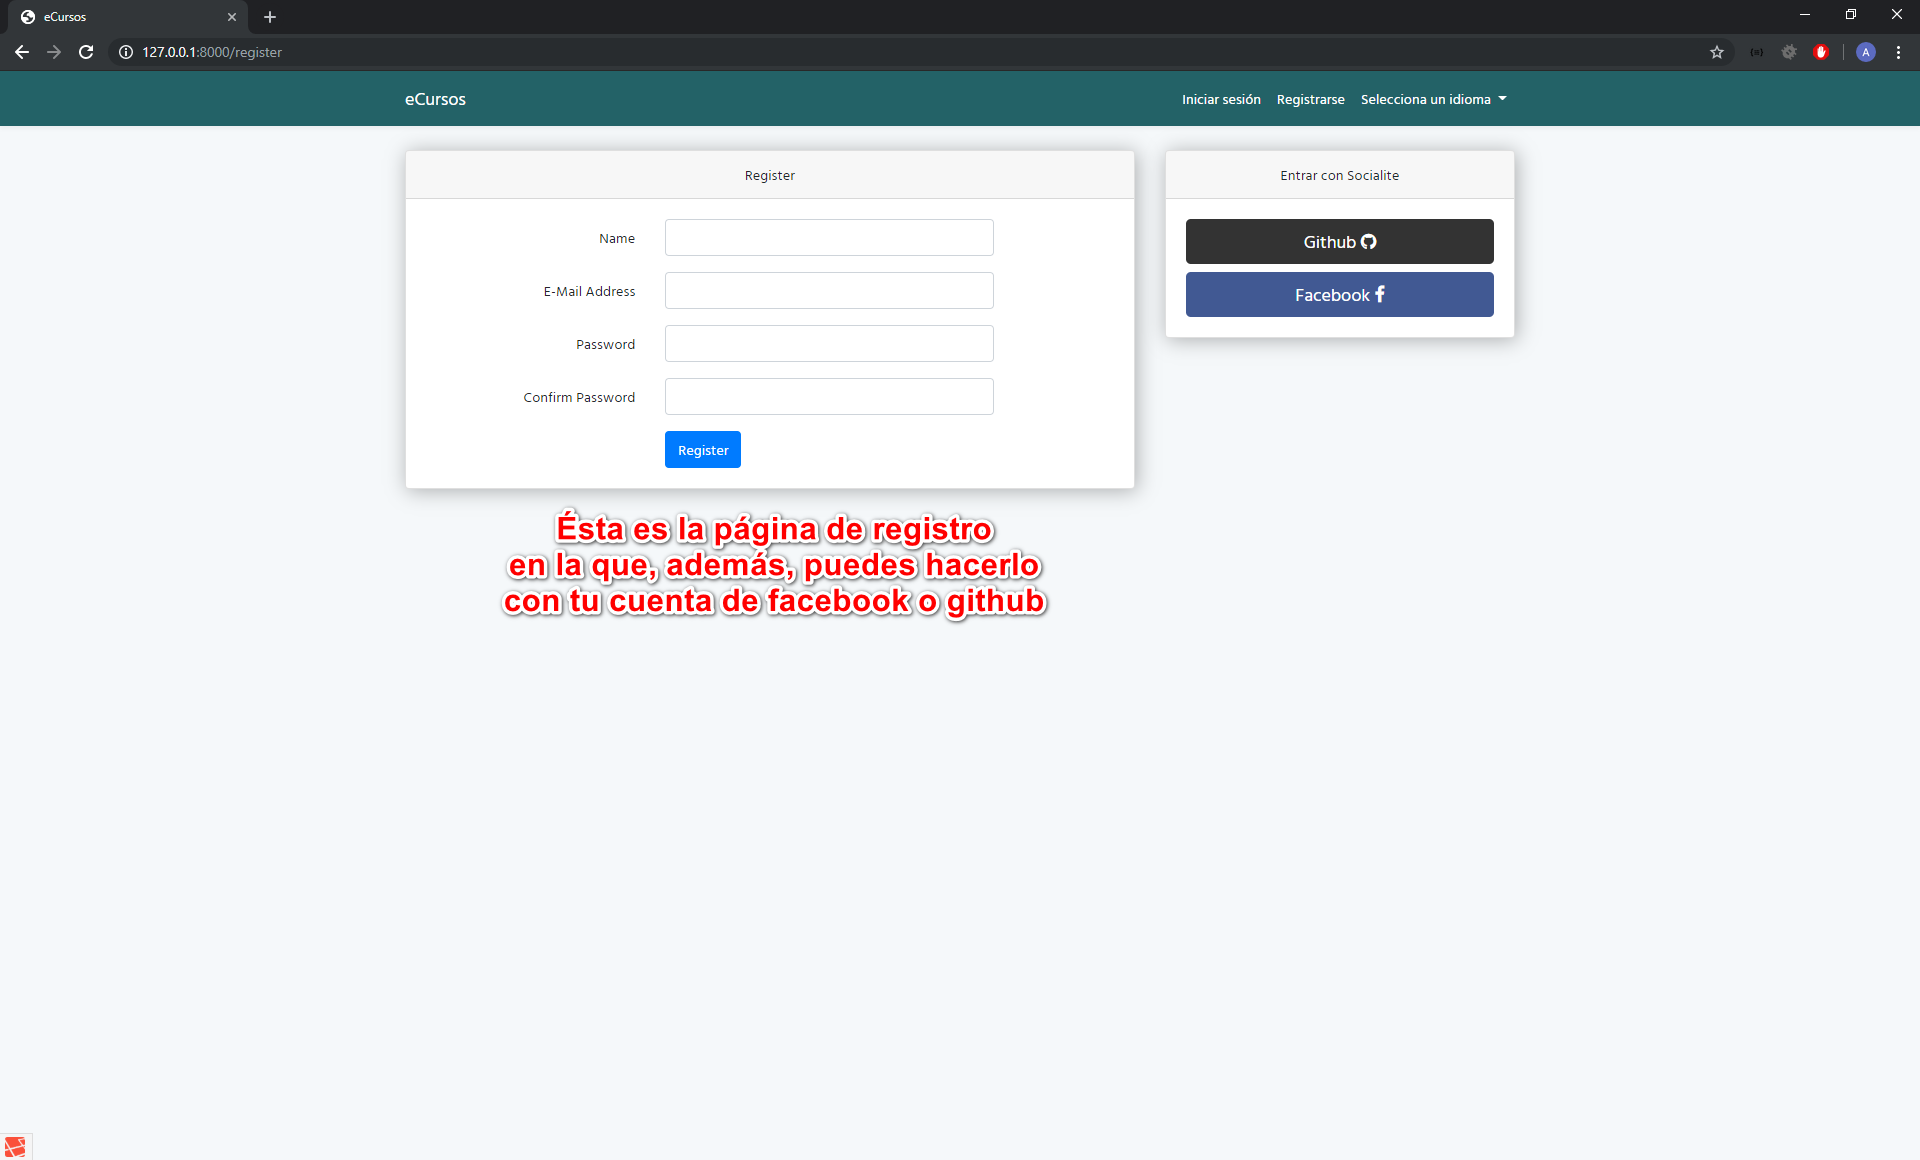 eCursos
127.0.0.1:8000/register
A
eCursos
Iniciar sesión Registrarse Selecciona un idioma
Register
Name
E-Mail Address
Password
Confirm Password
Register
Entrar con Socialite
Github
Facebook
Ésta es la página de registro
en la que, además, puedes hacerlo
con tu cuenta de facebook o github